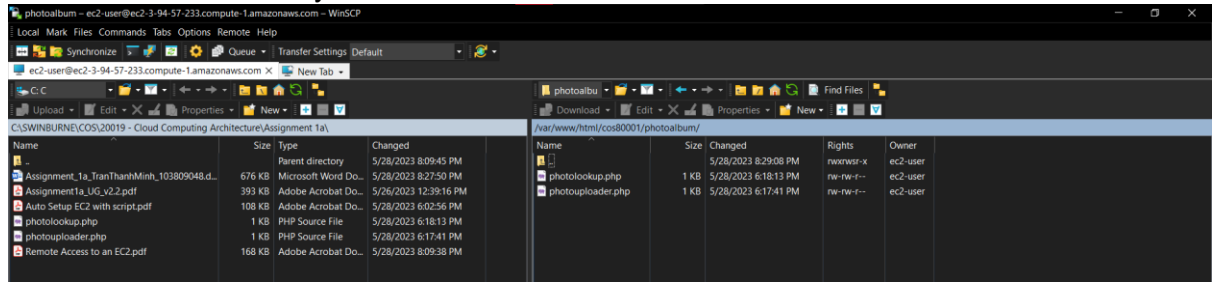 photoalbum – ec2-user@ec2-3-94-57-233.compute-1.amazonaws.com – WinSCP
Local Mark Files Commands Tabs Options Remote Help
Synchronize Queue Transfer Settings Default
ec2-user@ec2-3-94-57-233.compute-1.amazonaws.com × New Tab
C: C photoalbu Find Files
Upload Edit Properties New Download Edit Properties New
C:\SWINBURNE\COS\20019 - Cloud Computing Architecture\Assignment 1a\ /var/www/html/cos80001/photoalbum/
Name Size Type Changed Name Size Changed Rights Owner
.. Parent directory 5/28/2023 8:09:45 PM .. 5/28/2023 8:29:08 PM rwxrwsr-x ec2-user
Assignment_1a_TranThanhMinh_103809048.d... 676 KB Microsoft Word Do... 5/28/2023 8:27:50 PM photolookup.php 1 KB 5/28/2023 6:18:13 PM rw-rw-r-- ec2-user
Assignment1a_UG_v2.2.pdf 393 KB Adobe Acrobat Do... 5/26/2023 12:39:16 PM photouploader.php 1 KB 5/28/2023 6:17:41 PM rw-rw-r-- ec2-user
Auto Setup EC2 with script.pdf 108 KB Adobe Acrobat Do... 5/28/2023 6:02:56 PM
photolookup.php 1 KB PHP Source File 5/28/2023 6:18:13 PM
photouploader.php 1 KB PHP Source File 5/28/2023 6:17:41 PM
Remote Access to an EC2.pdf 168 KB Adobe Acrobat Do... 5/28/2023 8:09:38 PM